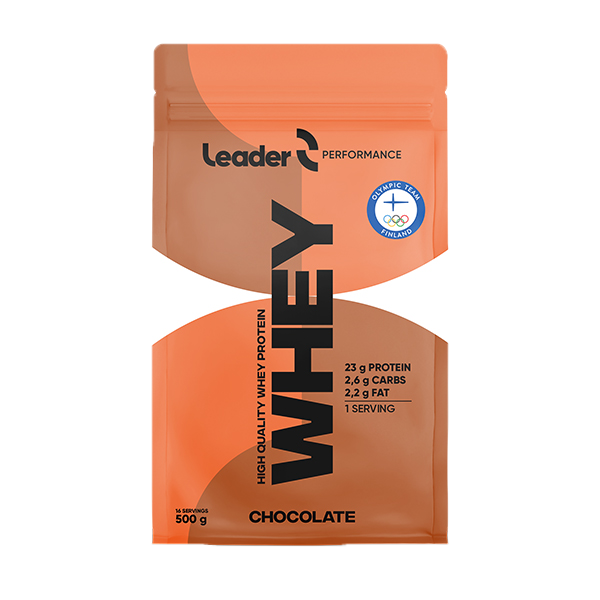 Leader
PERFORMANCE
OLYMPIC TEAM
FINLAND
WHEY
HIGH QUALITY WHEY PROTEIN
23 g PROTEIN
2,6 g CARBS
2,2 g FAT
1 SERVING
16 SERVINGS
500 g
CHOCOLATE